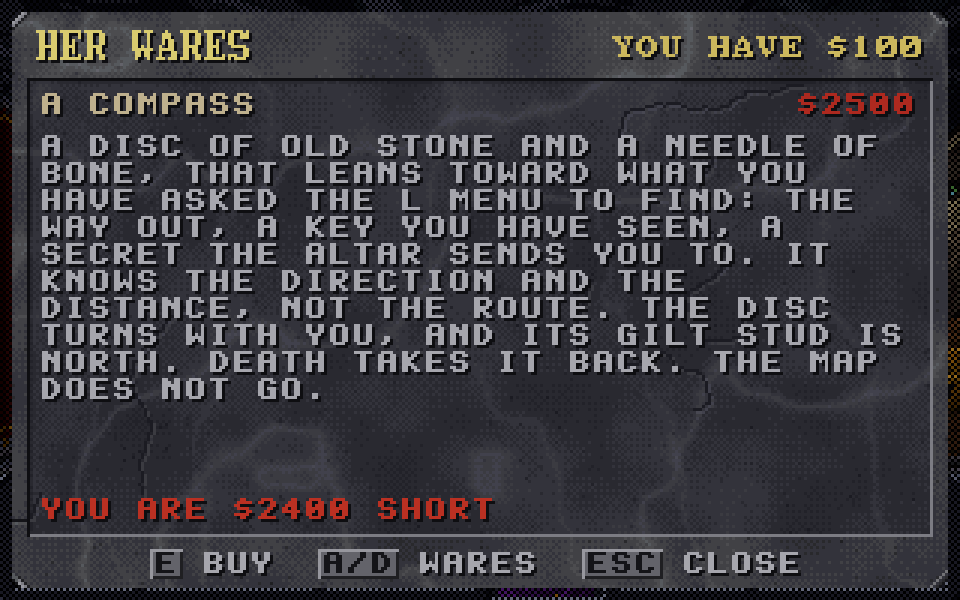 HER WARES
YOU HAVE $100
A COMPASS
$2500
A DISC OF OLD STONE AND A NEEDLE OF
BONE, THAT LEANS TOWARD WHAT YOU
HAVE ASKED THE L MENU TO FIND: THE
WAY OUT, A KEY YOU HAVE SEEN, A
SECRET THE ALTAR SENDS YOU TO. IT
KNOWS THE DIRECTION AND THE
DISTANCE, NOT THE ROUTE. THE DISC
TURNS WITH YOU, AND ITS GILT STUD IS
NORTH. DEATH TAKES IT BACK. THE MAP
DOES NOT GO.
YOU ARE $2400 SHORT
E BUY A/D WARES ESC CLOSE